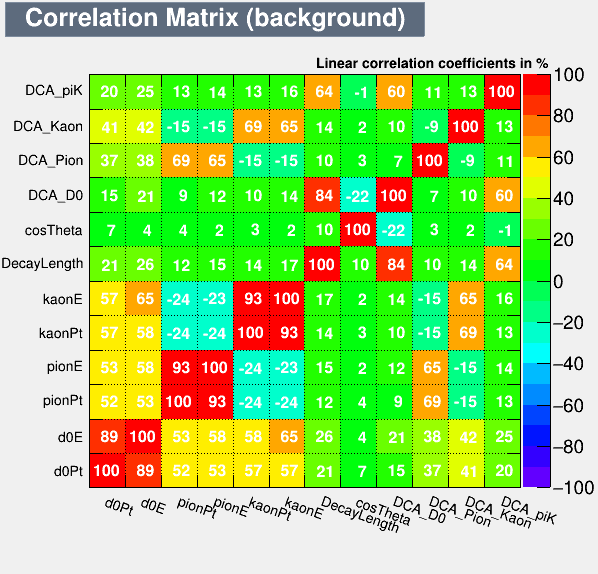 Correlation Matrix (background)
Linear correlation coefficients in %
DCA_piK 20 25 13 14 13 16 64 -1 60 11 13 100
DCA_Kaon 41 42 -15 -15 69 65 14 2 10 -9 100 13
DCA_Pion 37 38 69 65 -15 -15 10 3 7 100 -9 11
DCA_D0 15 21 9 12 10 14 84 -22 100 7 10 60
cosTheta 7 4 4 2 3 2 10 100 -22 3 2 -1
DecayLength 21 26 12 15 14 17 100 10 84 10 14 64
kaonE 57 65 -24 -23 93 100 17 2 14 -15 65 16
kaonPt 57 58 -24 -24 100 93 14 3 10 -15 69 13
pionE 53 58 93 100 -24 -23 15 2 12 65 -15 14
pionPt 52 53 100 93 -24 -24 12 4 9 69 -15 13
d0E 89 100 53 58 58 65 26 4 21 38 42 25
d0Pt 100 89 52 53 57 57 21 7 15 37 41 20
d0Pt d0E pionPt pionE kaonPt kaonE DecayLength cosTheta DCA_D0 DCA_Pion DCA_Kaon DCA_piK
100
80
60
40
20
0
−20
−40
−60
−80
−100